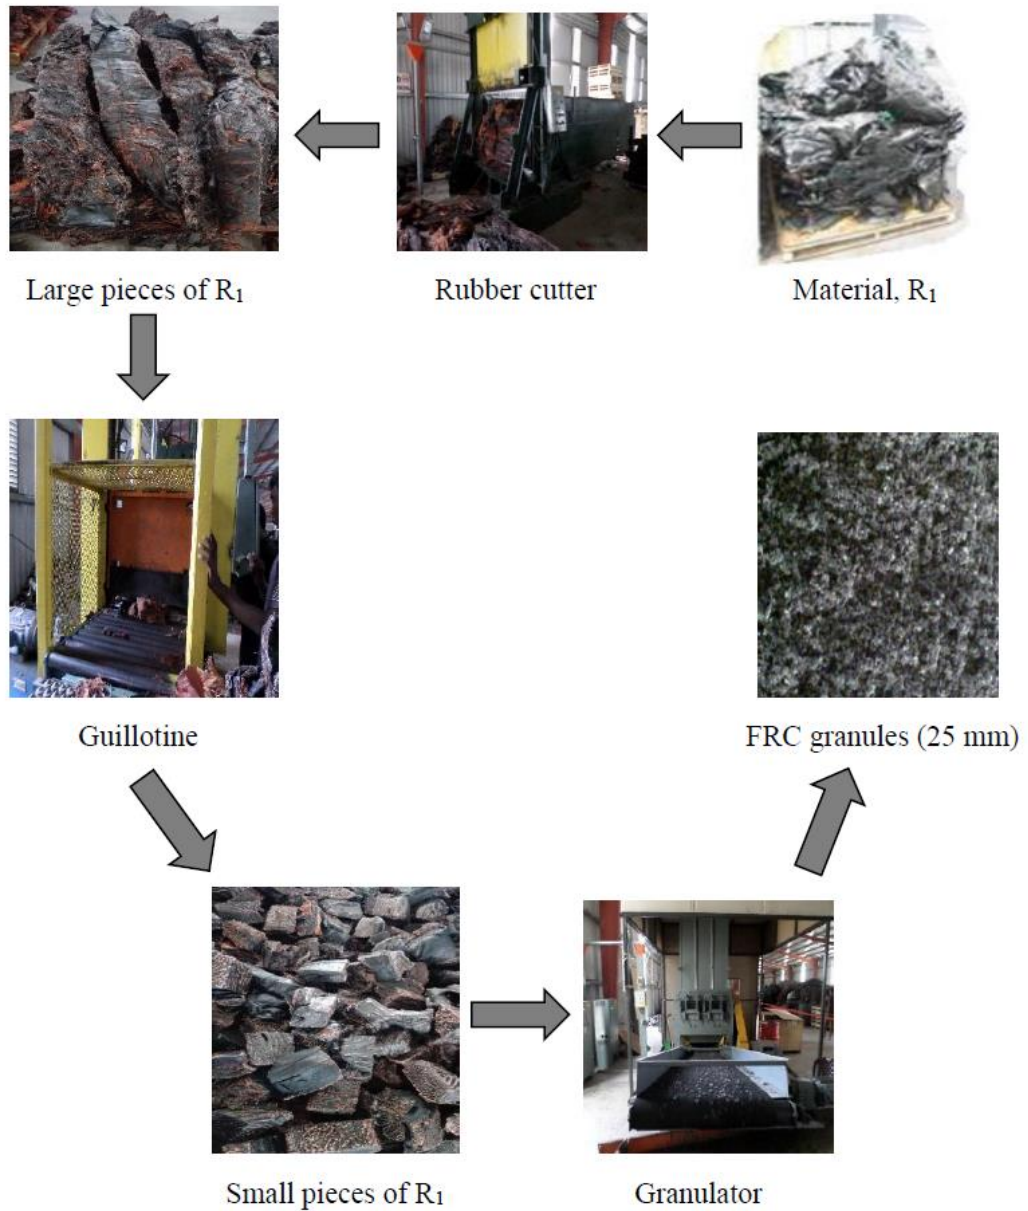 Large pieces of R₁
Rubber cutter
Material, R₁
Guillotine
FRC granules (25 mm)
Small pieces of R₁
Granulator